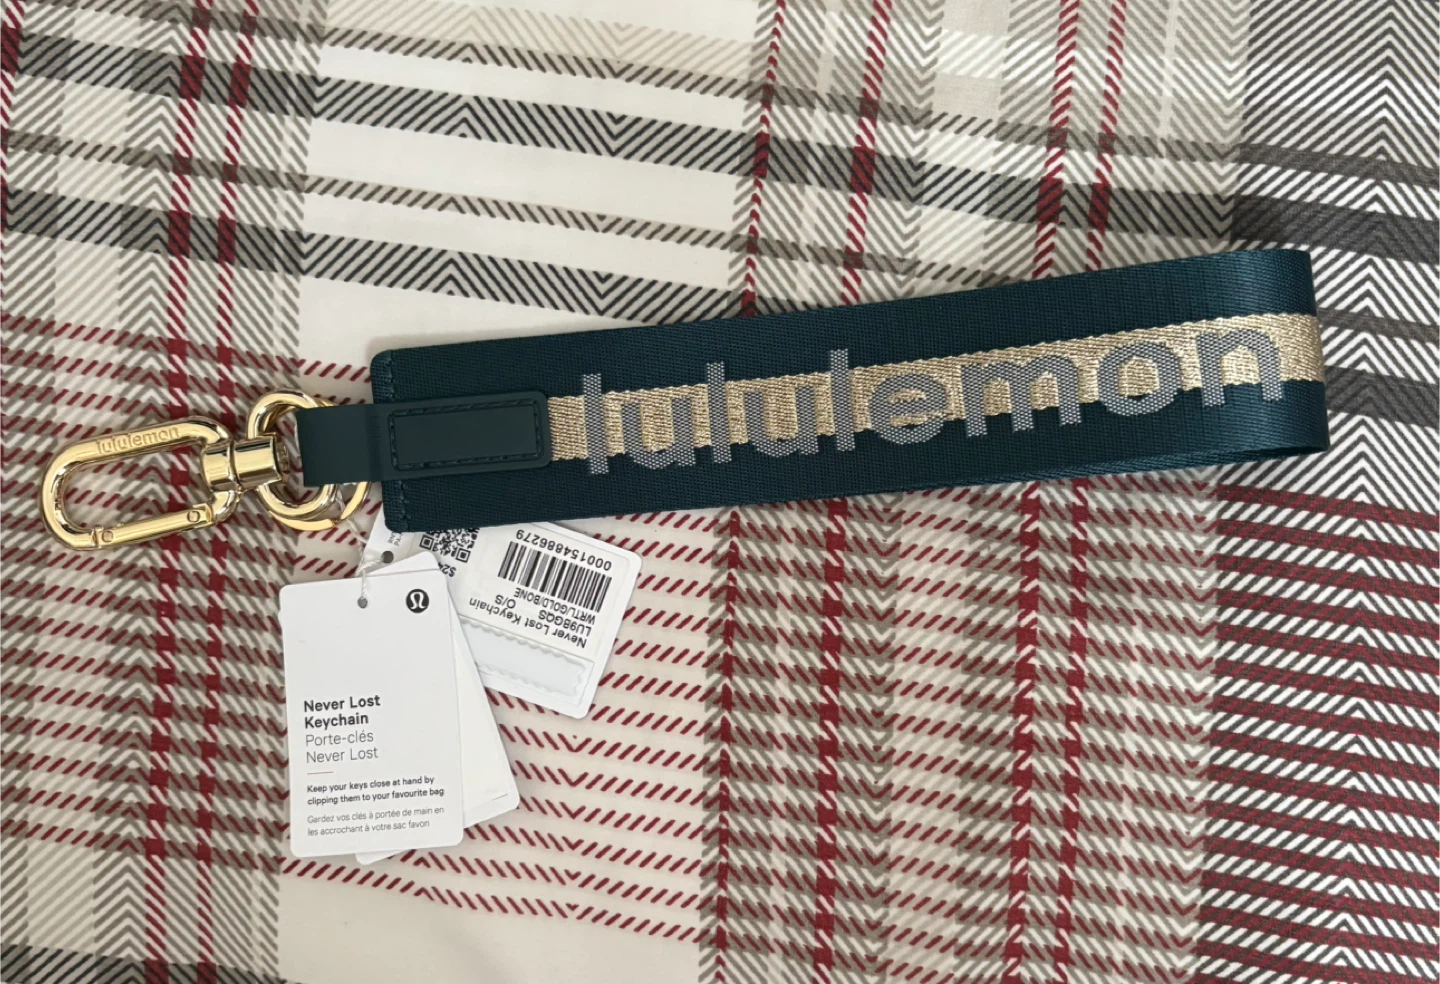 lululemon
lululemon
Never Lost
Keychain
Porte-clés
Never Lost
Keep your keys close at hand by
clipping them to your favourite bag
Gardez vos clés à portée de main en
les accrochant à votre sac favori
Never Lost Keychain
LU9BGQS
O/S
WRTU/GOLD/BONE
000154886279